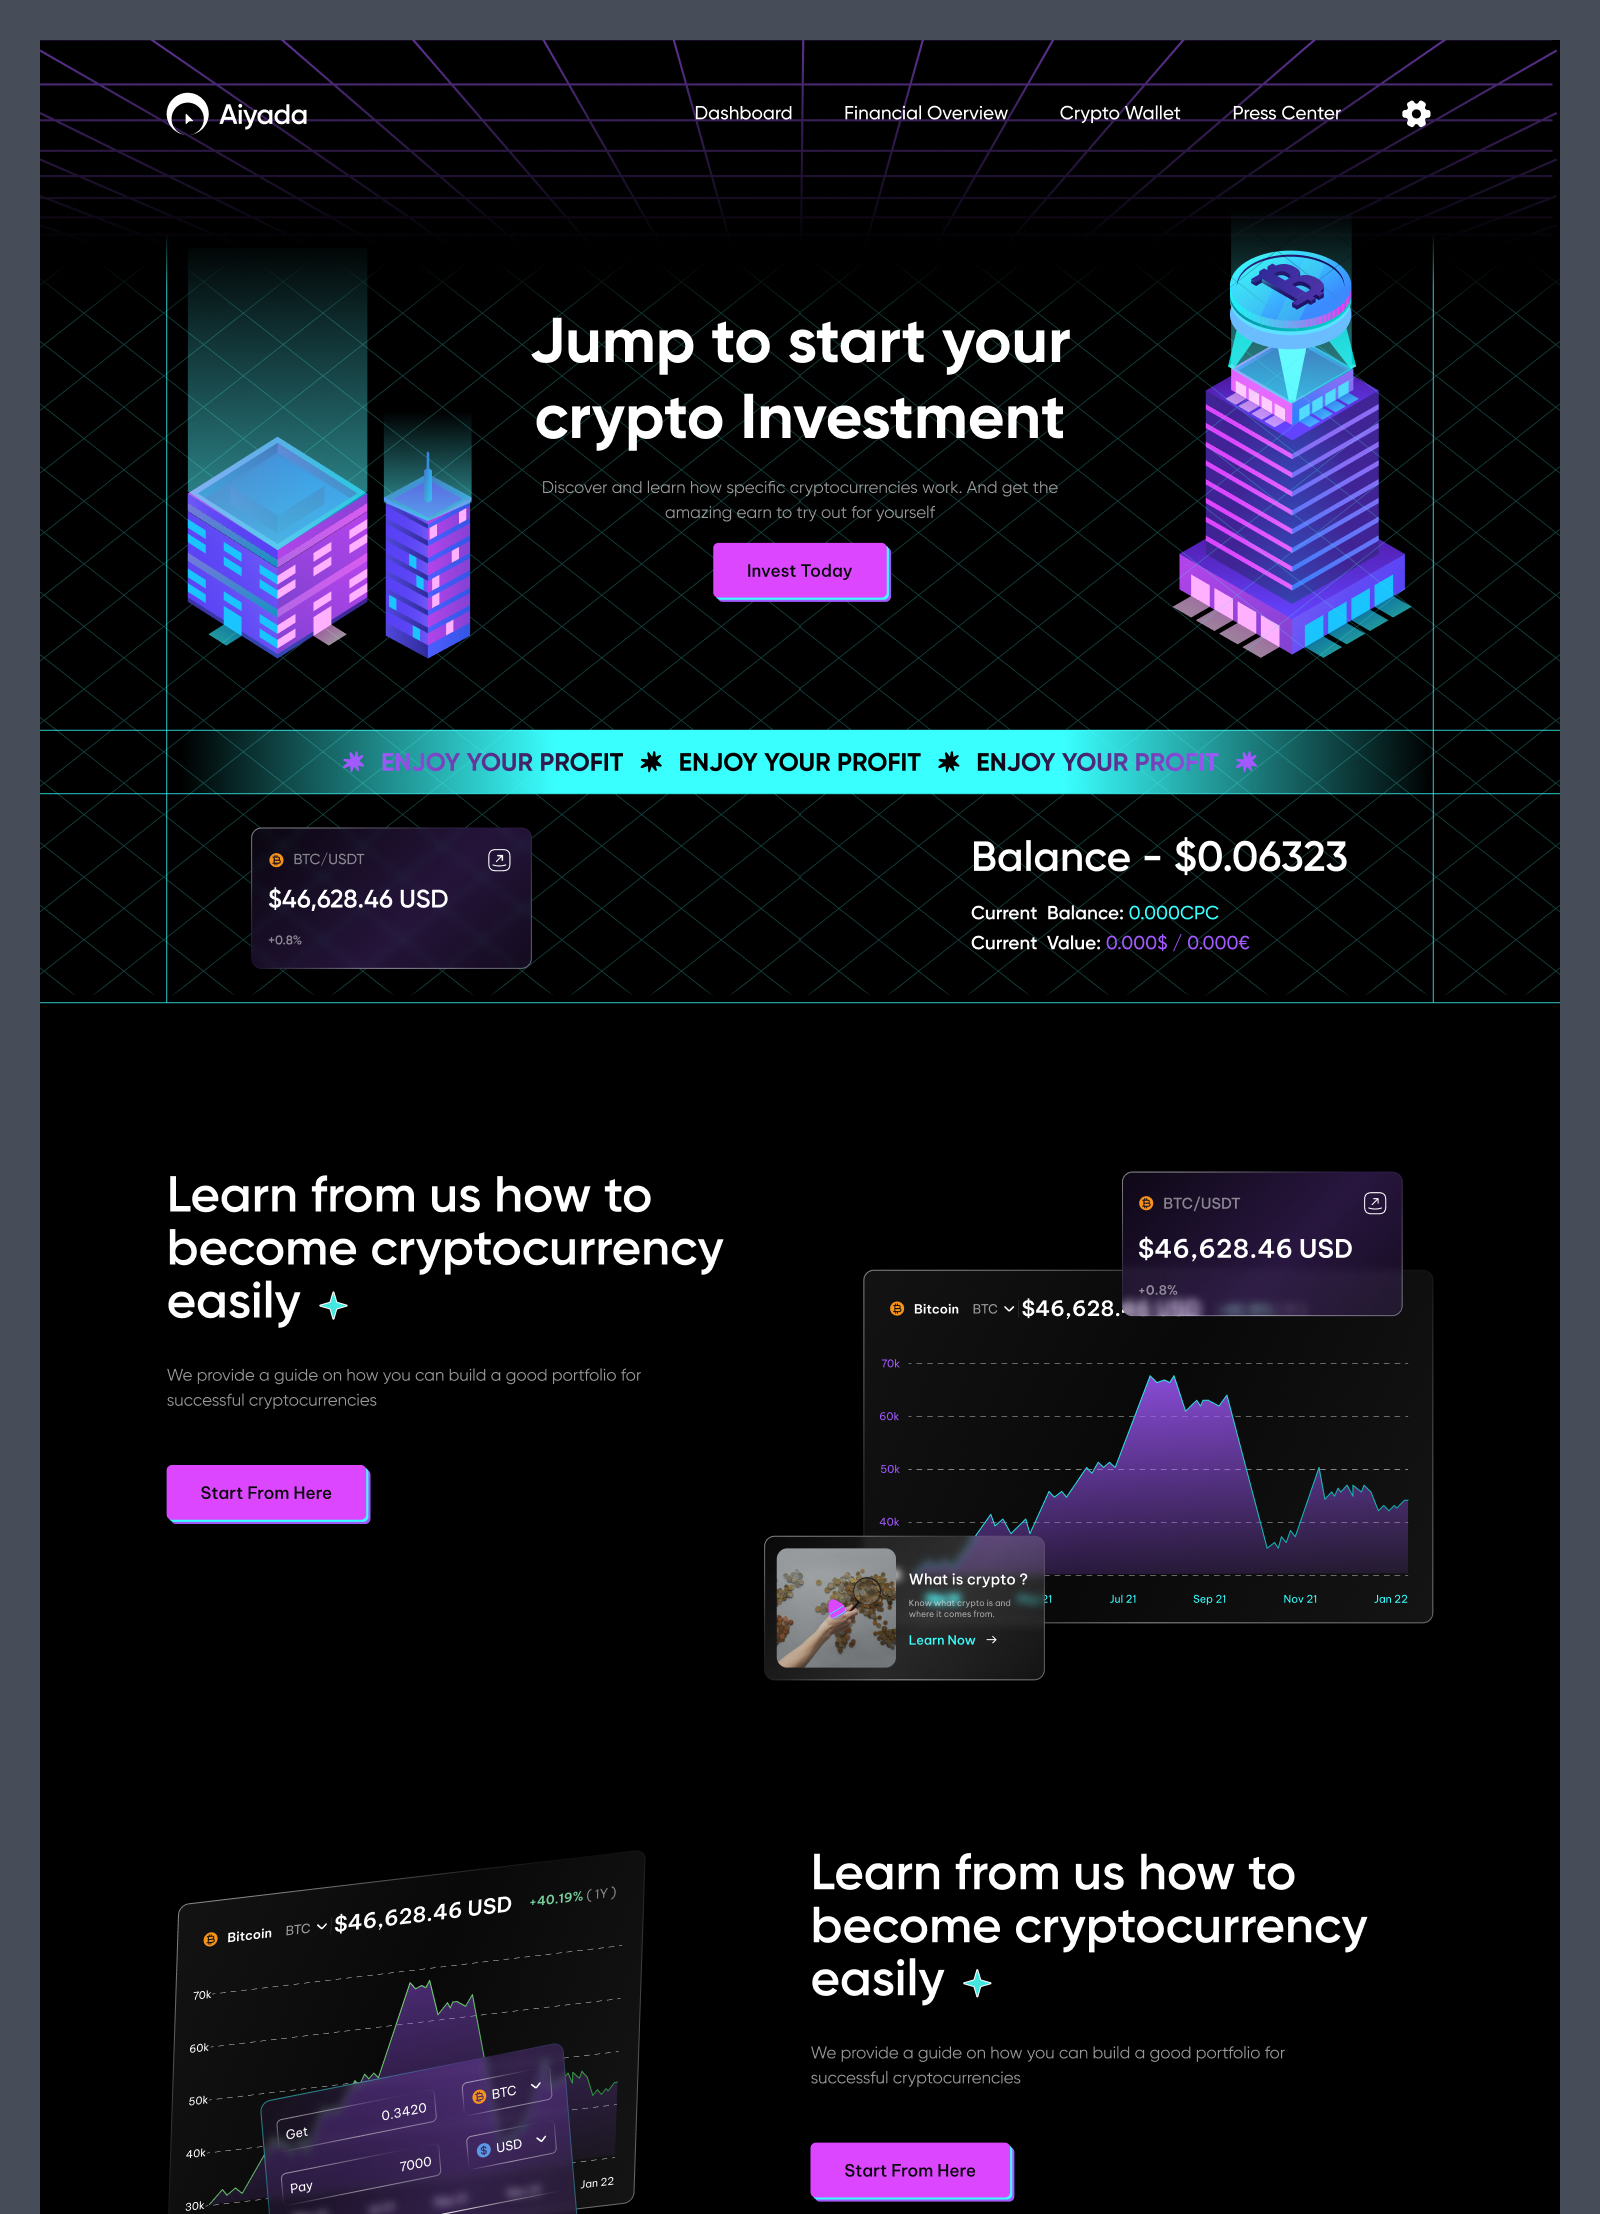 Aiyada
Dashboard Financial Overview Crypto Wallet Press Center
Jump to start your
crypto Investment
Discover and learn how specific cryptocurrencies work. And get the
amazing earn to try out for yourself
Invest Today
ENJOY YOUR PROFIT ENJOY YOUR PROFIT ENJOY YOUR PROFIT
BTC/USDT
$46,628.46 USD
+0.8%
Balance - $0.06323
Current Balance: 0.000CPC
Current Value: 0.000$ / 0.000€
Learn from us how to
become cryptocurrency
easily
We provide a guide on how you can build a good portfolio for
successful cryptocurrencies
Start From Here
BTC/USDT
$46,628.46 USD
+0.8%
Bitcoin BTC $46,628.
70k
60k
50k
40k
21 Jul 21 Sep 21 Nov 21 Jan 22
What is crypto ?
Know what crypto is and
where it comes from.
Learn Now
Bitcoin BTC $46,628.46 USD +40.19% ( 1Y )
70k
60k
50k
40k
30k
Jan 22
Get 0.3420 BTC
Pay 7000 USD
Learn from us how to
become cryptocurrency
easily
We provide a guide on how you can build a good portfolio for
successful cryptocurrencies
Start From Here